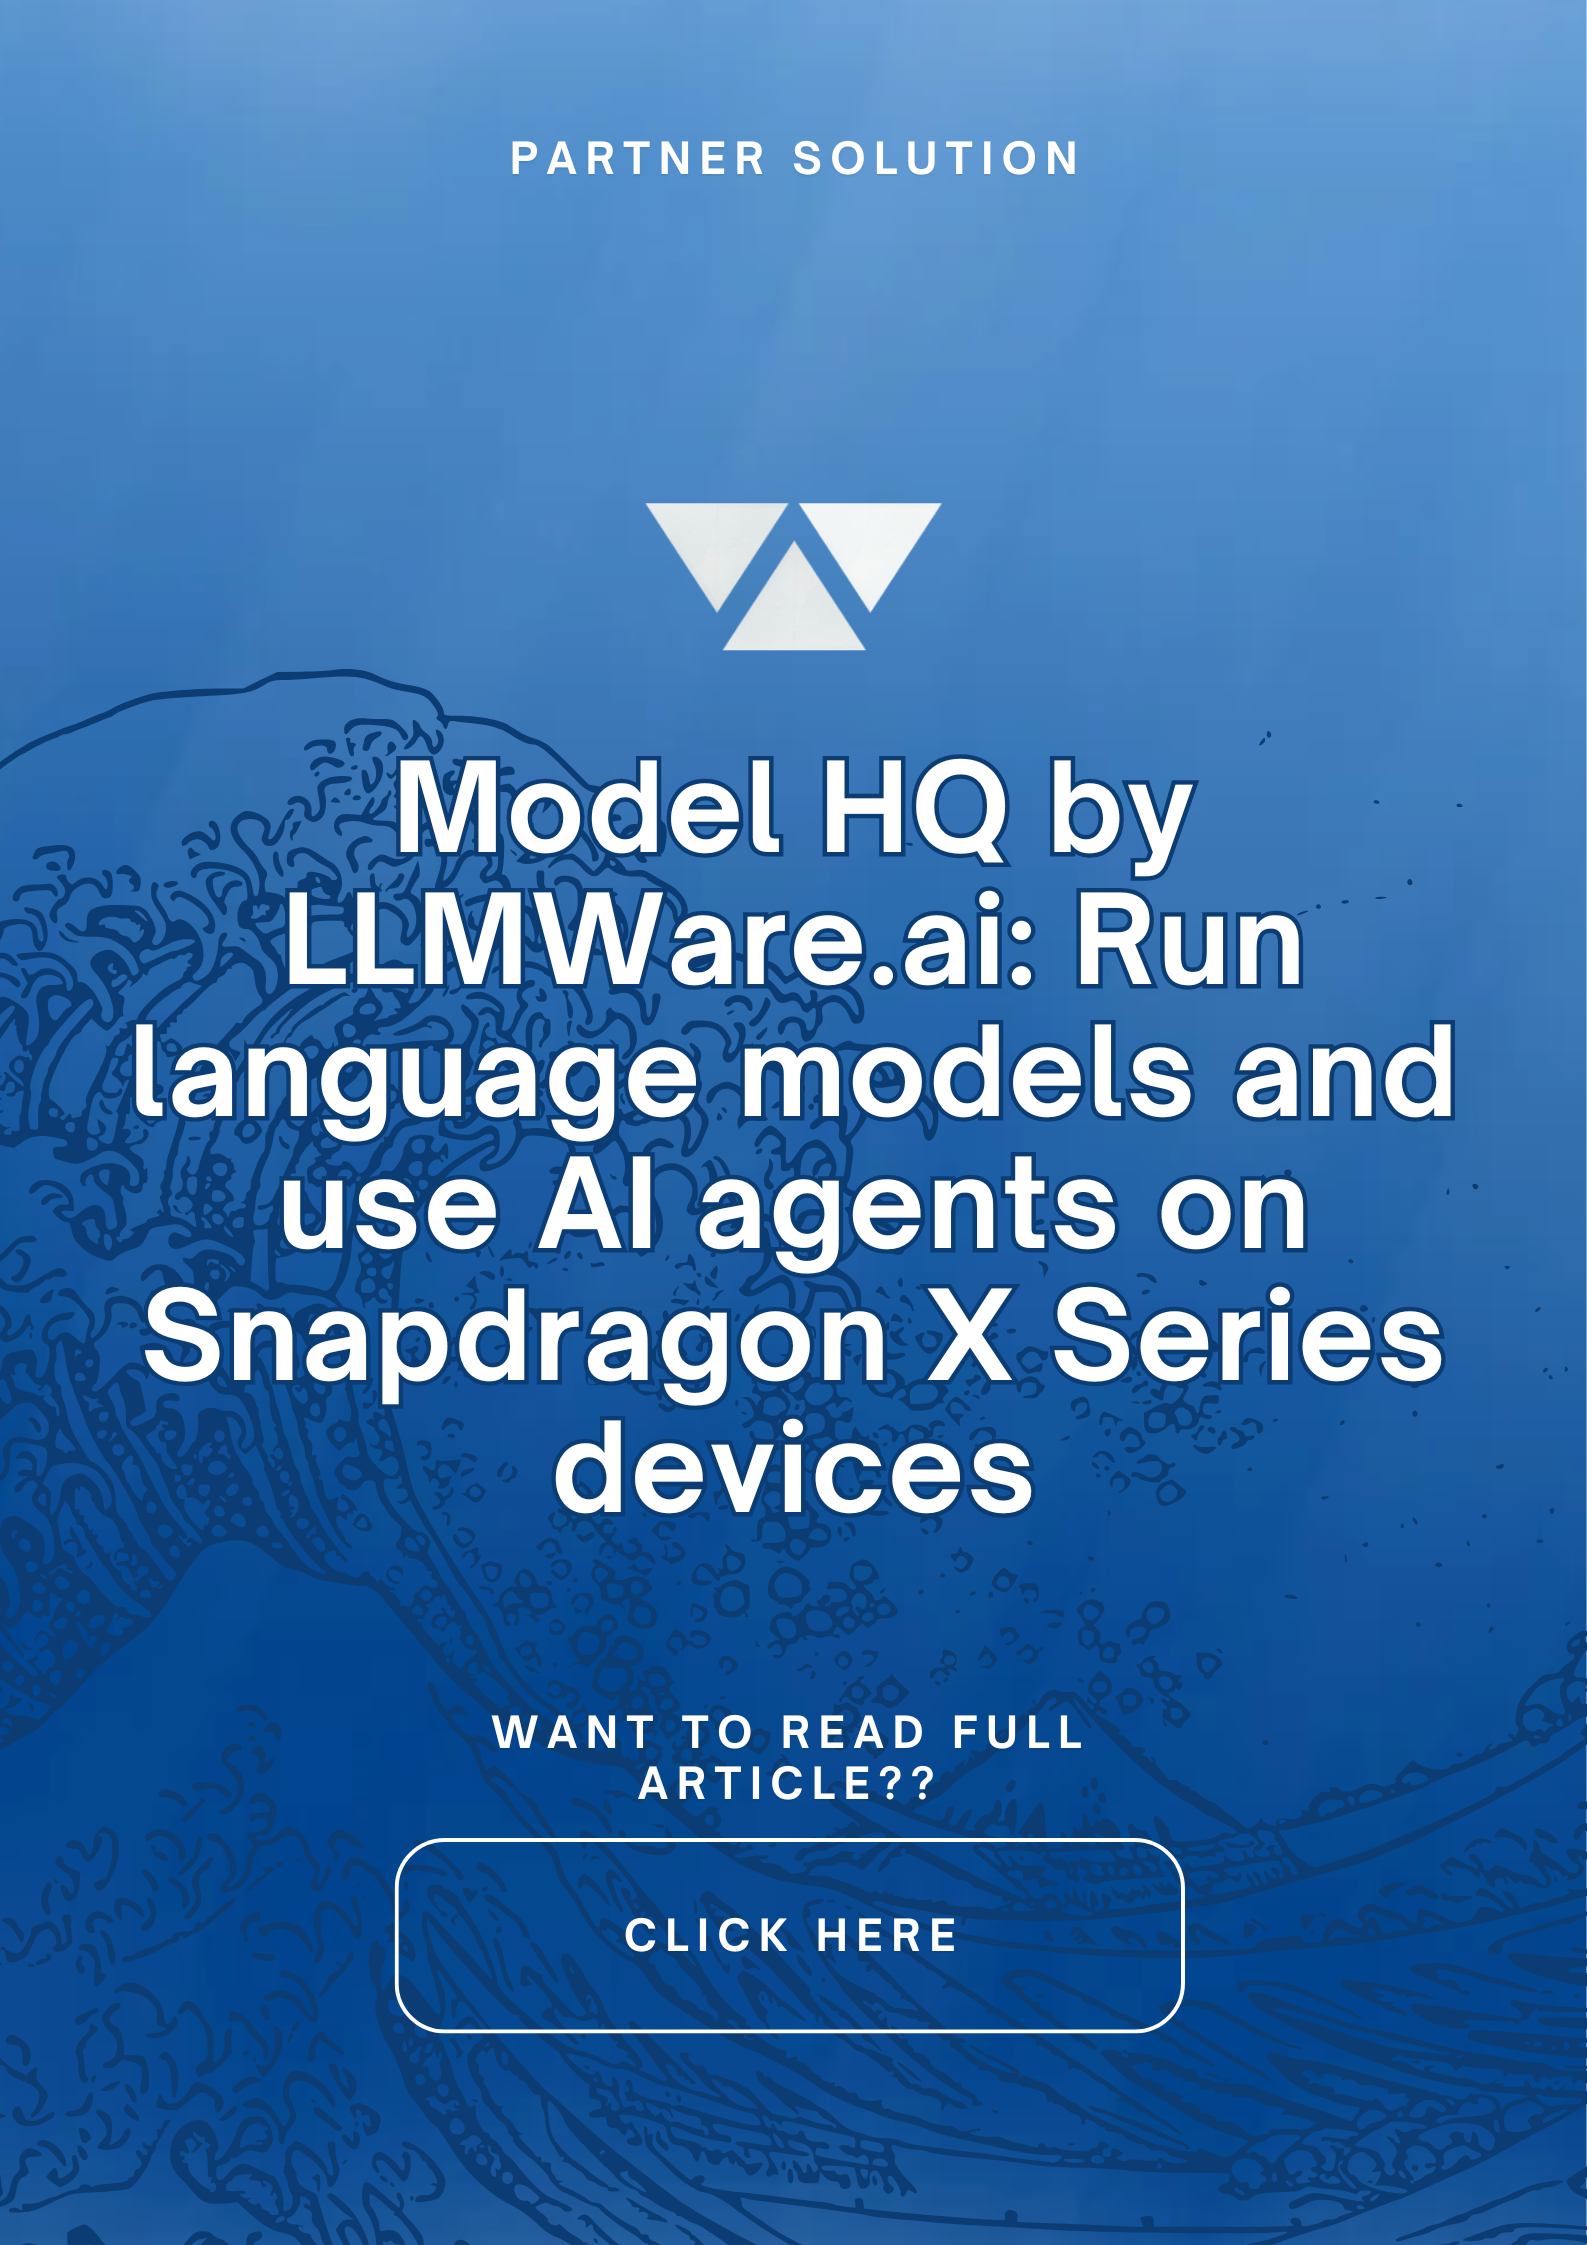 PARTNER SOLUTION
Model HQ by
LLMWare.ai: Run
language models and
use AI agents on
Snapdragon X Series
devices
WANT TO READ FULL
ARTICLE??
CLICK HERE